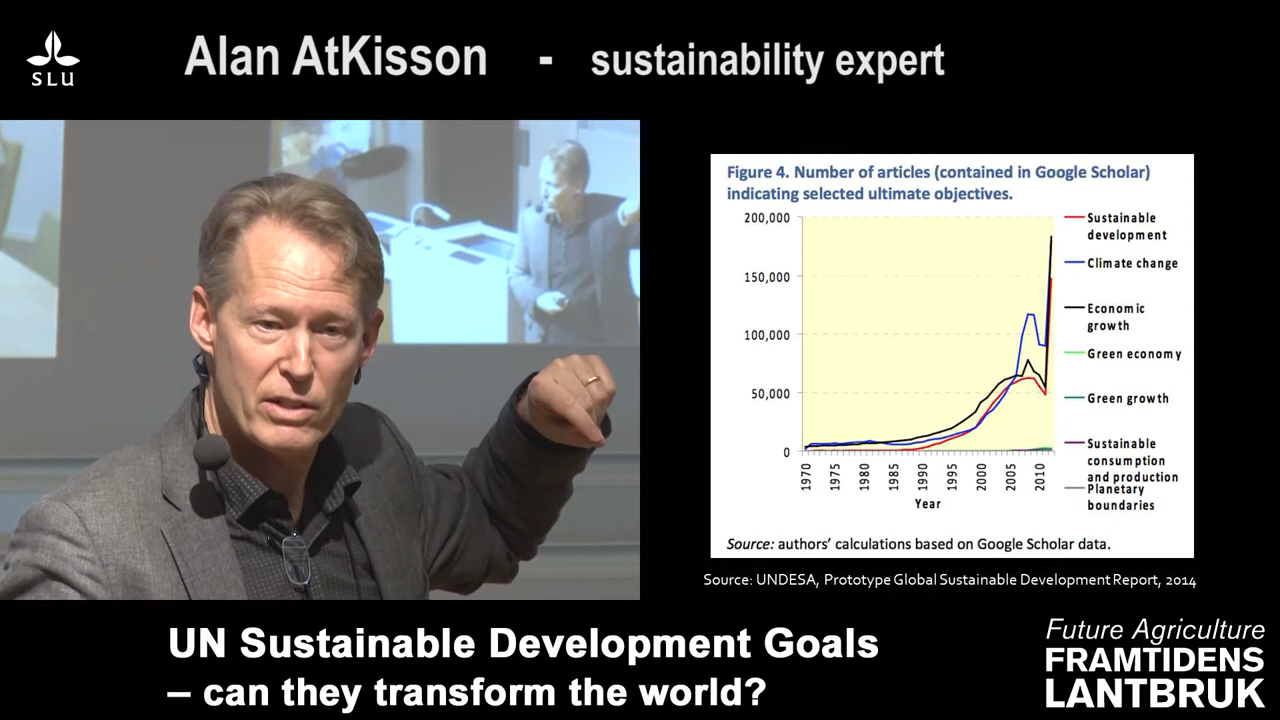 SLU
Alan AtKisson - sustainability expert
Figure 4. Number of articles (contained in Google Scholar)
indicating selected ultimate objectives.
200,000
150,000
100,000
50,000
0
1970
1975
1980
1985
1990
1995
2000
2005
2010
Year
Sustainable
development
Climate change
Economic
growth
Green economy
Green growth
Sustainable
consumption
and production
Planetary
boundaries
Source: authors' calculations based on Google Scholar data.
Source: UNDESA, Prototype Global Sustainable Development Report, 2014
UN Sustainable Development Goals
– can they transform the world?
Future Agriculture
FRAMTIDENS
LANTBRUK